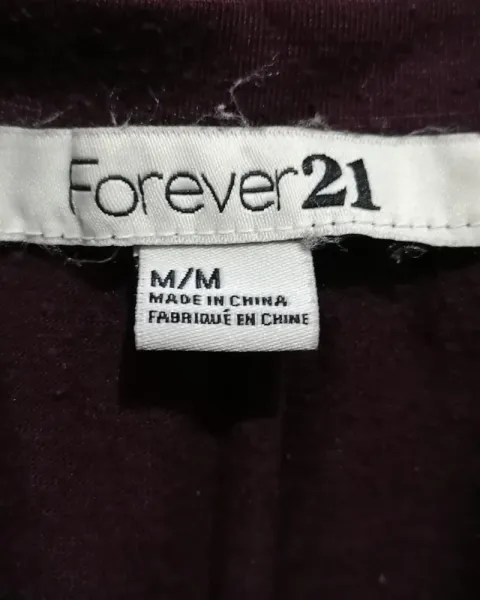 Forever21
M/M
MADE IN CHINA
FABRIQUÉ EN CHINE